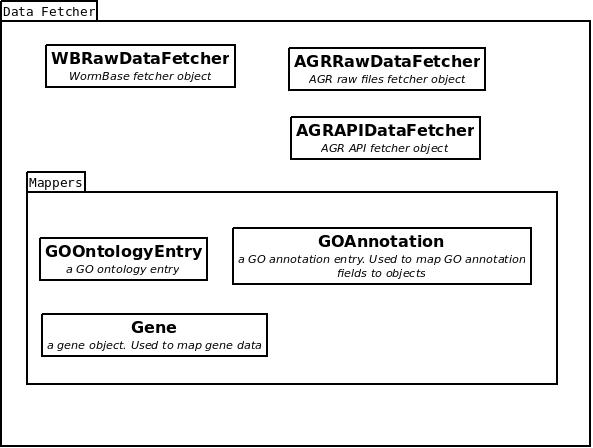 Data Fetcher
WBRawDataFetcher
WormBase fetcher object
AGRRawDataFetcher
AGR raw files fetcher object
AGRAPIDataFetcher
AGR API fetcher object
Mappers
GOOntologyEntry
a GO ontology entry
GOAnnotation
a GO annotation entry. Used to map GO annotation
fields to objects
Gene
a gene object. Used to map gene data